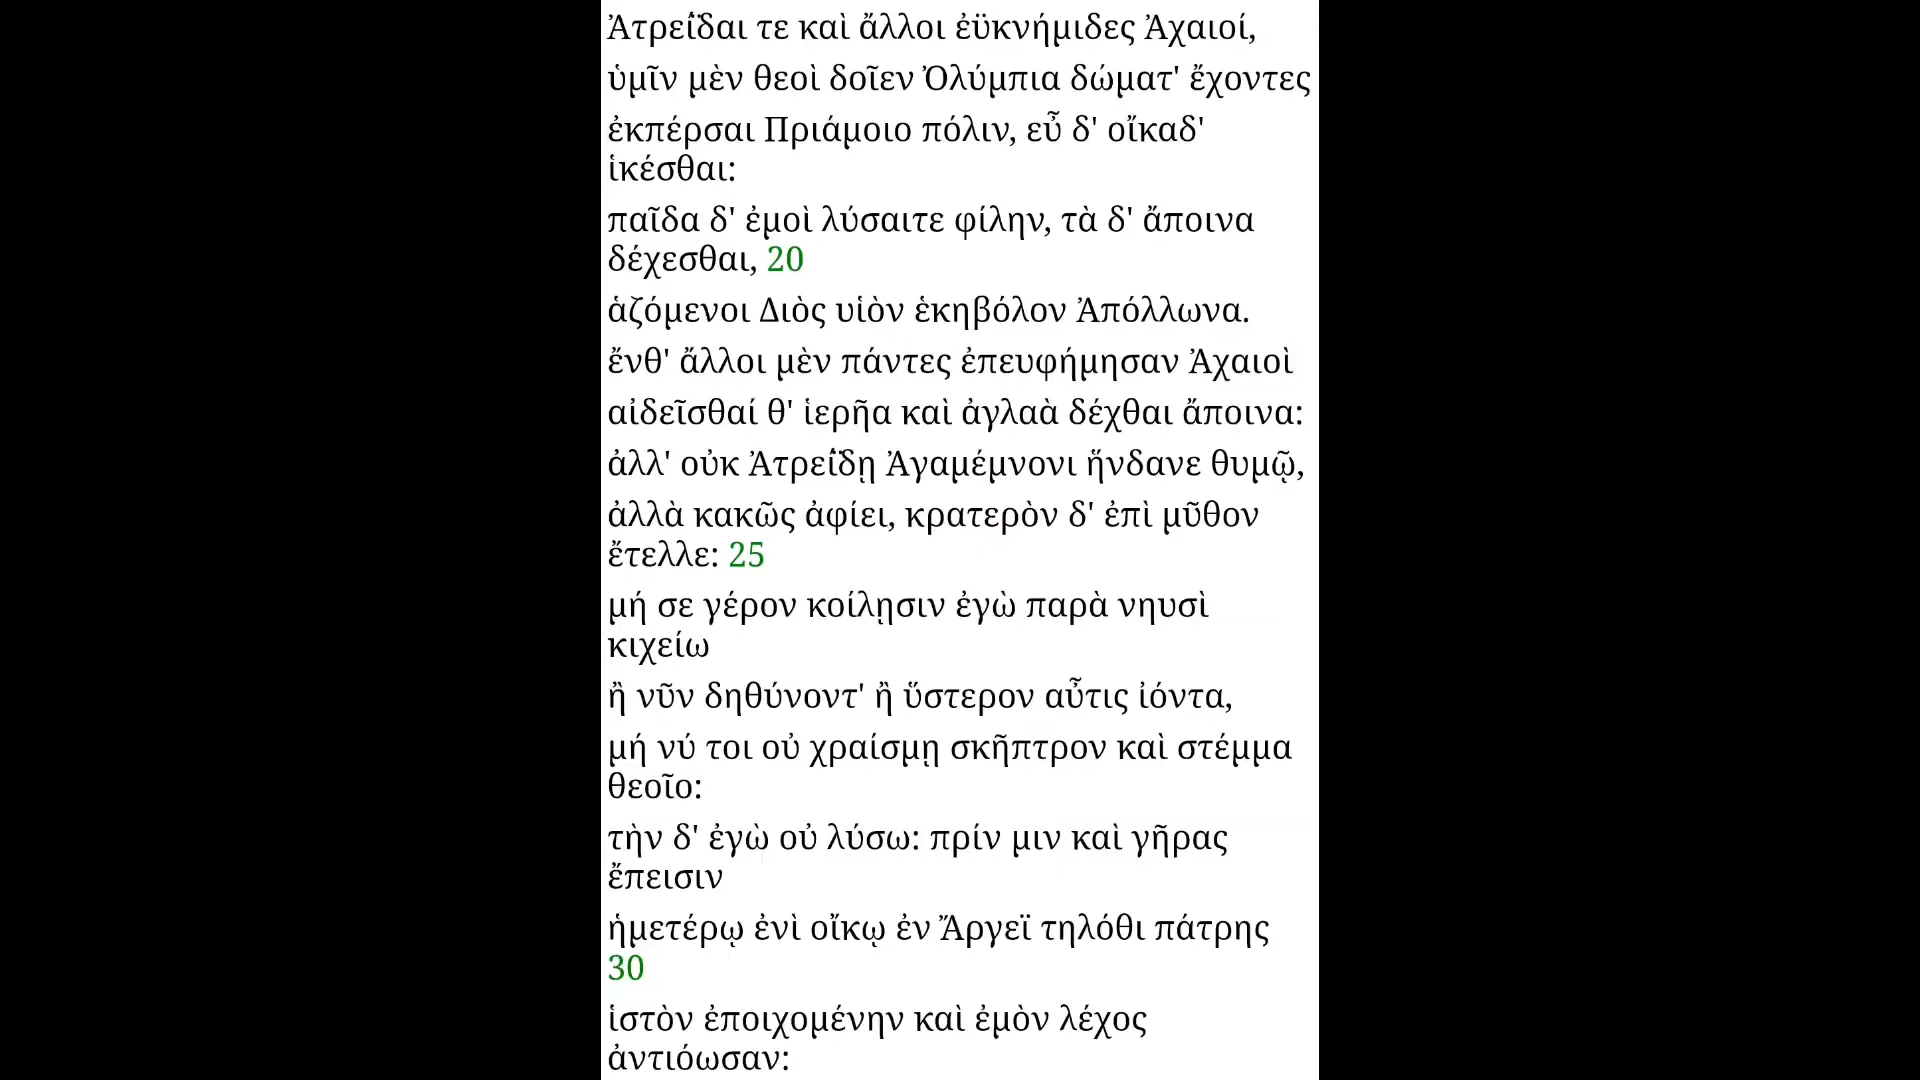 Ἀτρεΐδαι τε καὶ ἄλλοι ἐϋκνήμιδες Ἀχαιοί,
ὑμῖν μὲν θεοὶ δοῖεν Ὀλύμπια δώματ' ἔχοντες
ἐκπέρσαι Πριάμοιο πόλιν, εὖ δ' οἴκαδ'
ἱκέσθαι:
παῖδα δ' ἐμοὶ λύσαιτε φίλην, τὰ δ' ἄποινα
δέχεσθαι, 20
ἁζόμενοι Διὸς υἱὸν ἑκηβόλον Ἀπόλλωνα.
ἔνθ' ἄλλοι μὲν πάντες ἐπευφήμησαν Ἀχαιοὶ
αἰδεῖσθαί θ' ἱερῆα καὶ ἀγλαὰ δέχθαι ἄποινα:
ἀλλ' οὐκ Ἀτρεΐδῃ Ἀγαμέμνονι ἥνδανε θυμῷ,
ἀλλὰ κακῶς ἀφίει, κρατερὸν δ' ἐπὶ μῦθον
ἔτελλε: 25
μή σε γέρον κοίλῃσιν ἐγὼ παρὰ νηυσὶ
κιχείω
ἢ νῦν δηθύνοντ' ἢ ὕστερον αὖτις ἰόντα,
μή νύ τοι οὐ χραίσμῃ σκῆπτρον καὶ στέμμα
θεοῖο:
τὴν δ' ἐγὼ οὐ λύσω: πρίν μιν καὶ γῆρας
ἔπεισιν
ἡμετέρῳ ἐνὶ οἴκῳ ἐν Ἄργεϊ τηλόθι πάτρης
30
ἱστὸν ἐποιχομένην καὶ ἐμὸν λέχος
ἀντιόωσαν: